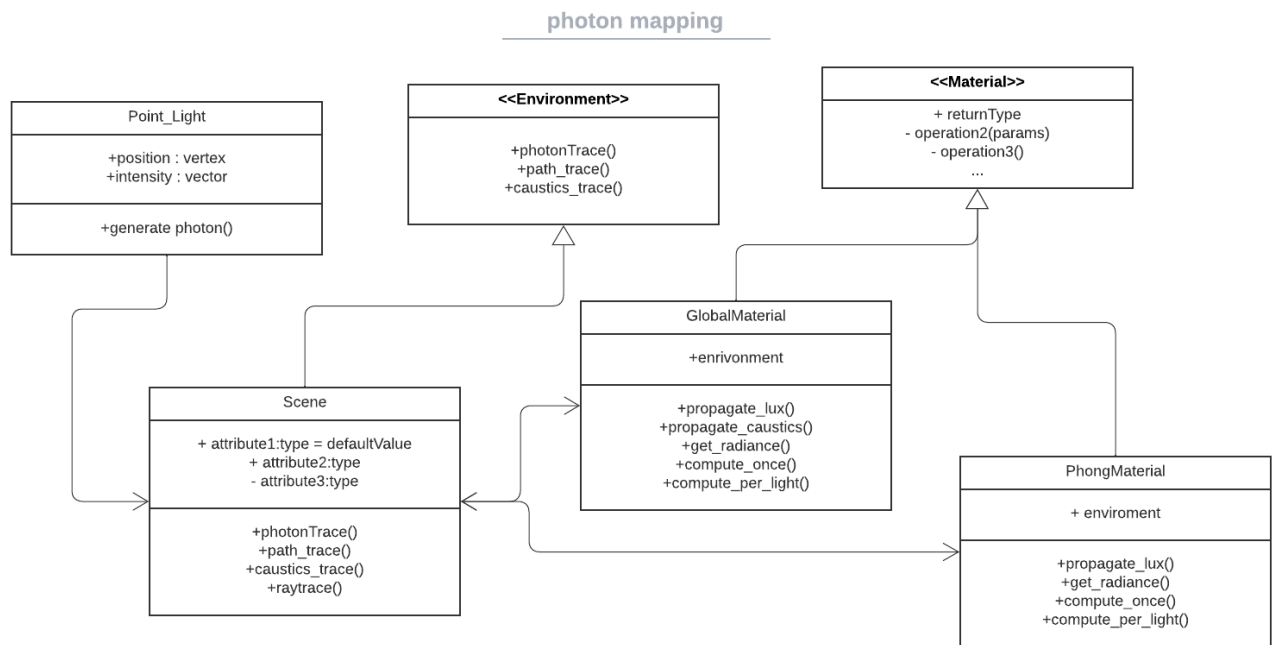 photon mapping
Point_Light
+position : vertex
+intensity : vector
+generate photon()
<<Environment>>
+photonTrace()
+path_trace()
+caustics_trace()
<<Material>>
+ returnType
- operation2(params)
- operation3()
...
Scene
+ attribute1:type = defaultValue
+ attribute2:type
- attribute3:type
+photonTrace()
+path_trace()
+caustics_trace()
+raytrace()
GlobalMaterial
+enrivonment
+propagate_lux()
+propagate_caustics()
+get_radiance()
+compute_once()
+compute_per_light()
PhongMaterial
+ enviroment
+propagate_lux()
+get_radiance()
+compute_once()
+compute_per_light()